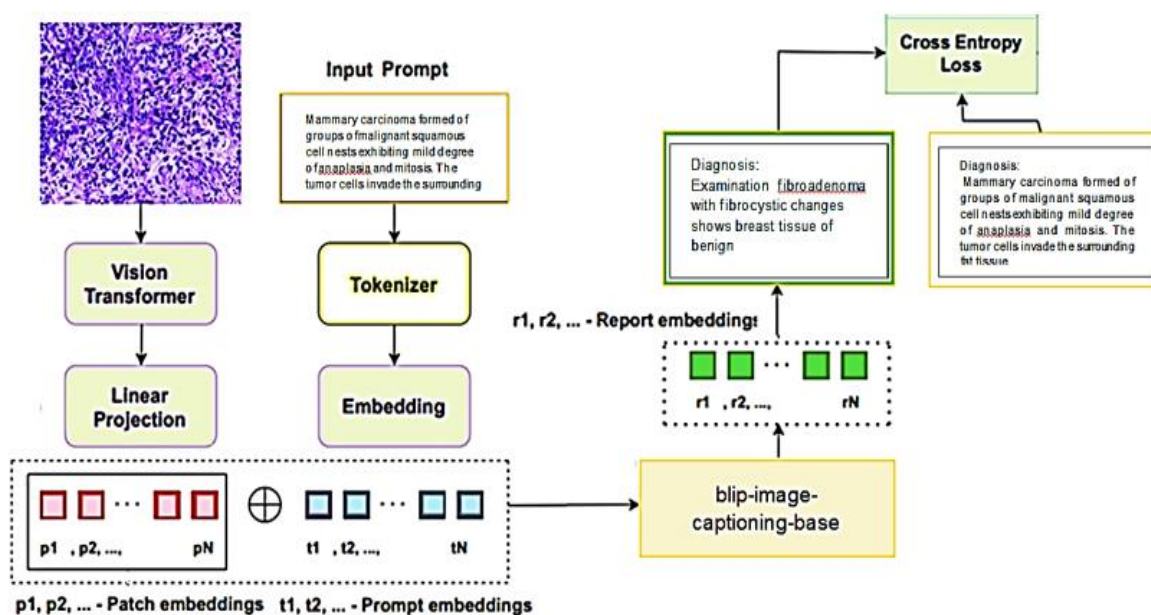 Input Prompt
Mammary carcinoma formed of
groups of malignant squamous
cell nests exhibiting mild degree
of anaplasia and mitosis. The
tumor cells invade the surrounding
Vision
Transformer
Linear
Projection
Tokenizer
Embedding
p1 , p2, ..., pN
t1 , t2, ..., tN
p1, p2, ... - Patch embeddings
t1, t2, ... - Prompt embeddings
Cross Entropy
Loss
Diagnosis:
Examination fibroadenoma
with fibrocystic changes
shows breast tissue of
benign
Diagnosis:
Mammary carcinoma formed of
groups of malignant squamous
cell nests exhibiting mild degree
of anaplasia and mitosis. The
tumor cells invade the surrounding
fat tissue
r1, r2, ... - Report embeddings
r1 , r2, ..., rN
blip-image-
captioning-base